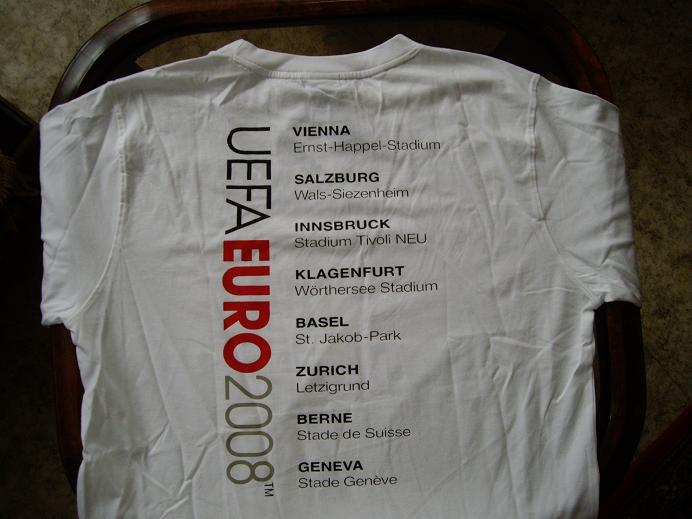 UEFA EURO2008™
VIENNA
Ernst-Happel-Stadium
SALZBURG
Wals-Siezenheim
INNSBRUCK
Stadium Tivoli NEU
KLAGENFURT
Wörthersee Stadium
BASEL
St. Jakob-Park
ZURICH
Letzigrund
BERNE
Stade de Suisse
GENEVA
Stade Genève